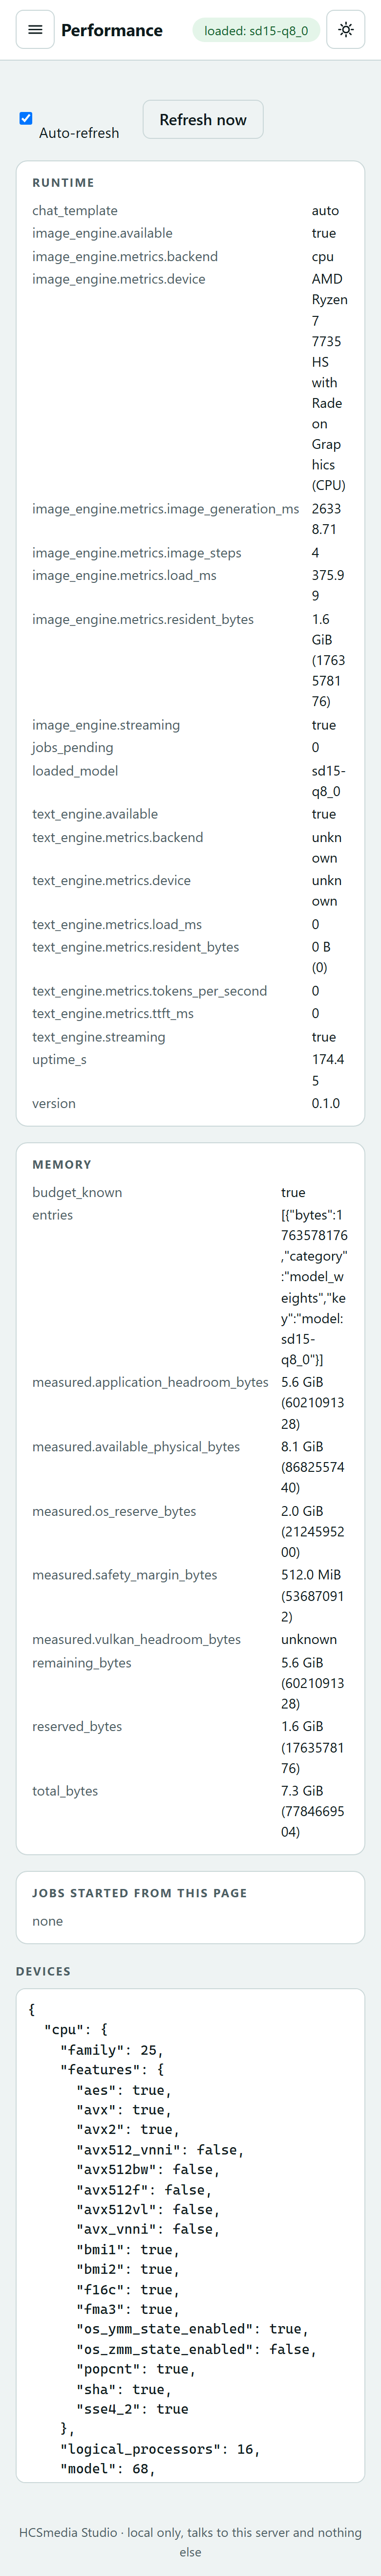 Performance
loaded: sd15-q8_0
Auto-refresh
Refresh now
RUNTIME
chat_template auto
image_engine.available true
image_engine.metrics.backend cpu
image_engine.metrics.device AMD
Ryzen
7
7735
HS
with
Rade
on
Grap
hics
(CPU)
image_engine.metrics.image_generation_ms 2633
8.71
image_engine.metrics.image_steps 4
image_engine.metrics.load_ms 375.9
9
image_engine.metrics.resident_bytes 1.6
GiB
(1763
5781
76)
image_engine.streaming true
jobs_pending 0
loaded_model sd15-
q8_0
text_engine.available true
text_engine.metrics.backend unkn
own
text_engine.metrics.device unkn
own
text_engine.metrics.load_ms 0
text_engine.metrics.resident_bytes 0 B
(0)
text_engine.metrics.tokens_per_second 0
text_engine.metrics.ttft_ms 0
text_engine.streaming true
uptime_s 174.4
5
version 0.1.0
MEMORY
budget_known true
entries [{"bytes":1
763578176
,"category"
:"model_w
eights","ke
y":"model:
sd15-
q8_0"}]
measured.application_headroom_bytes 5.6 GiB
(60210913
28)
measured.available_physical_bytes 8.1 GiB
(86825574
40)
measured.os_reserve_bytes 2.0 GiB
(21245952
00)
measured.safety_margin_bytes 512.0 MiB
(53687091
2)
measured.vulkan_headroom_bytes unknown
remaining_bytes 5.6 GiB
(60210913
28)
reserved_bytes 1.6 GiB
(17635781
76)
total_bytes 7.3 GiB
(77846695
04)
JOBS STARTED FROM THIS PAGE
none
DEVICES
{
"cpu": {
"family": 25,
"features": {
"aes": true,
"avx": true,
"avx2": true,
"avx512_vnni": false,
"avx512bw": false,
"avx512f": false,
"avx512vl": false,
"avx_vnni": false,
"bmi1": true,
"bmi2": true,
"f16c": true,
"fma3": true,
"os_ymm_state_enabled": true,
"os_zmm_state_enabled": false,
"popcnt": true,
"sha": true,
"sse4_2": true
},
"logical_processors": 16,
"model": 68,
HCSmedia Studio · local only, talks to this server and nothing
else